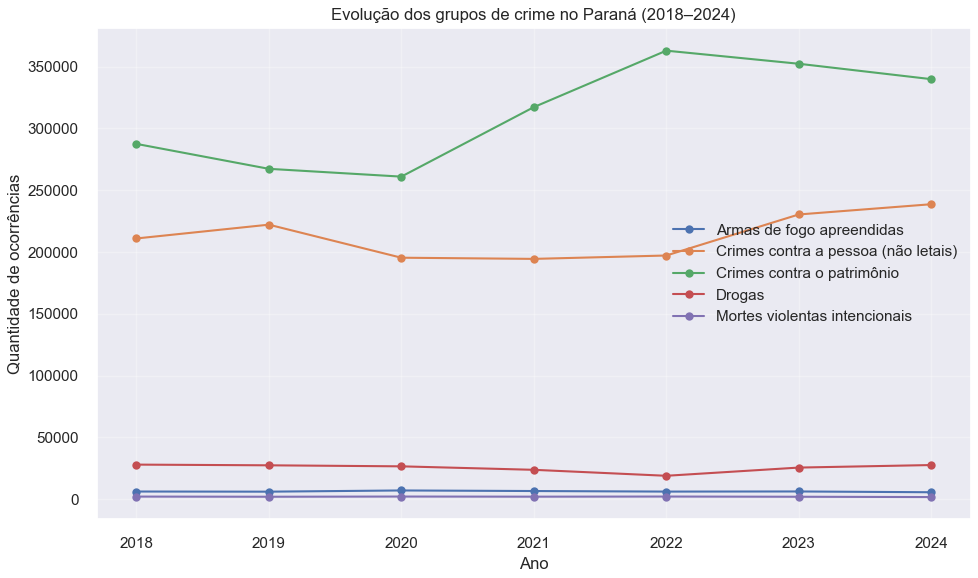 Evolução dos grupos de crime no Paraná (2018–2024)
Quantidade de ocorrências
350000
300000
250000
200000
150000
100000
50000
0
Armas de fogo apreendidas
Crimes contra a pessoa (não letais)
Crimes contra o patrimônio
Drogas
Mortes violentas intencionais
2018 2019 2020 2021 2022 2023 2024
Ano